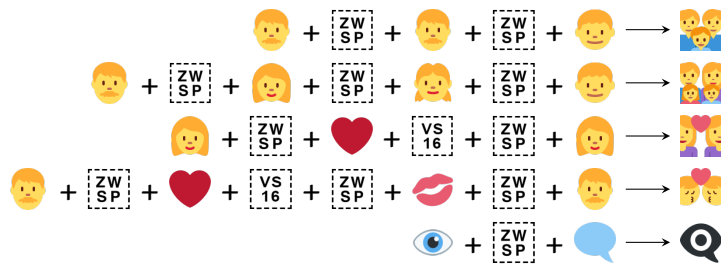 + ZW SP + + ZW SP + →
+ ZW SP + + ZW SP + + ZW SP + →
+ ZW SP + + VS 16 + ZW SP + →
+ ZW SP + + VS 16 + ZW SP + + ZW SP + →
+ ZW SP + →